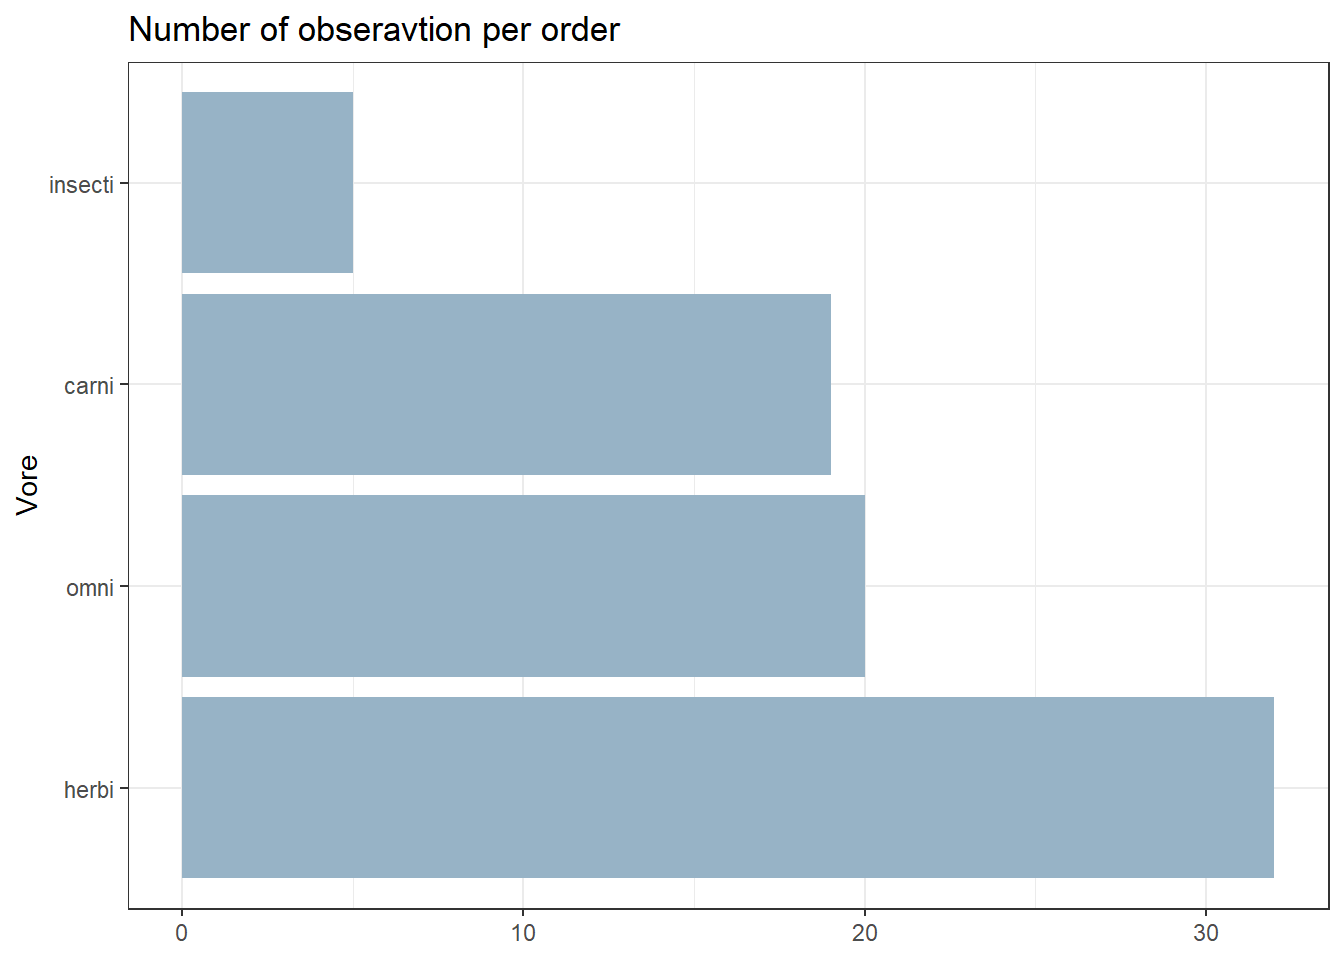 Number of obseravtion per order
insecti
carni
omni
herbi
Vore
0 10 20 30